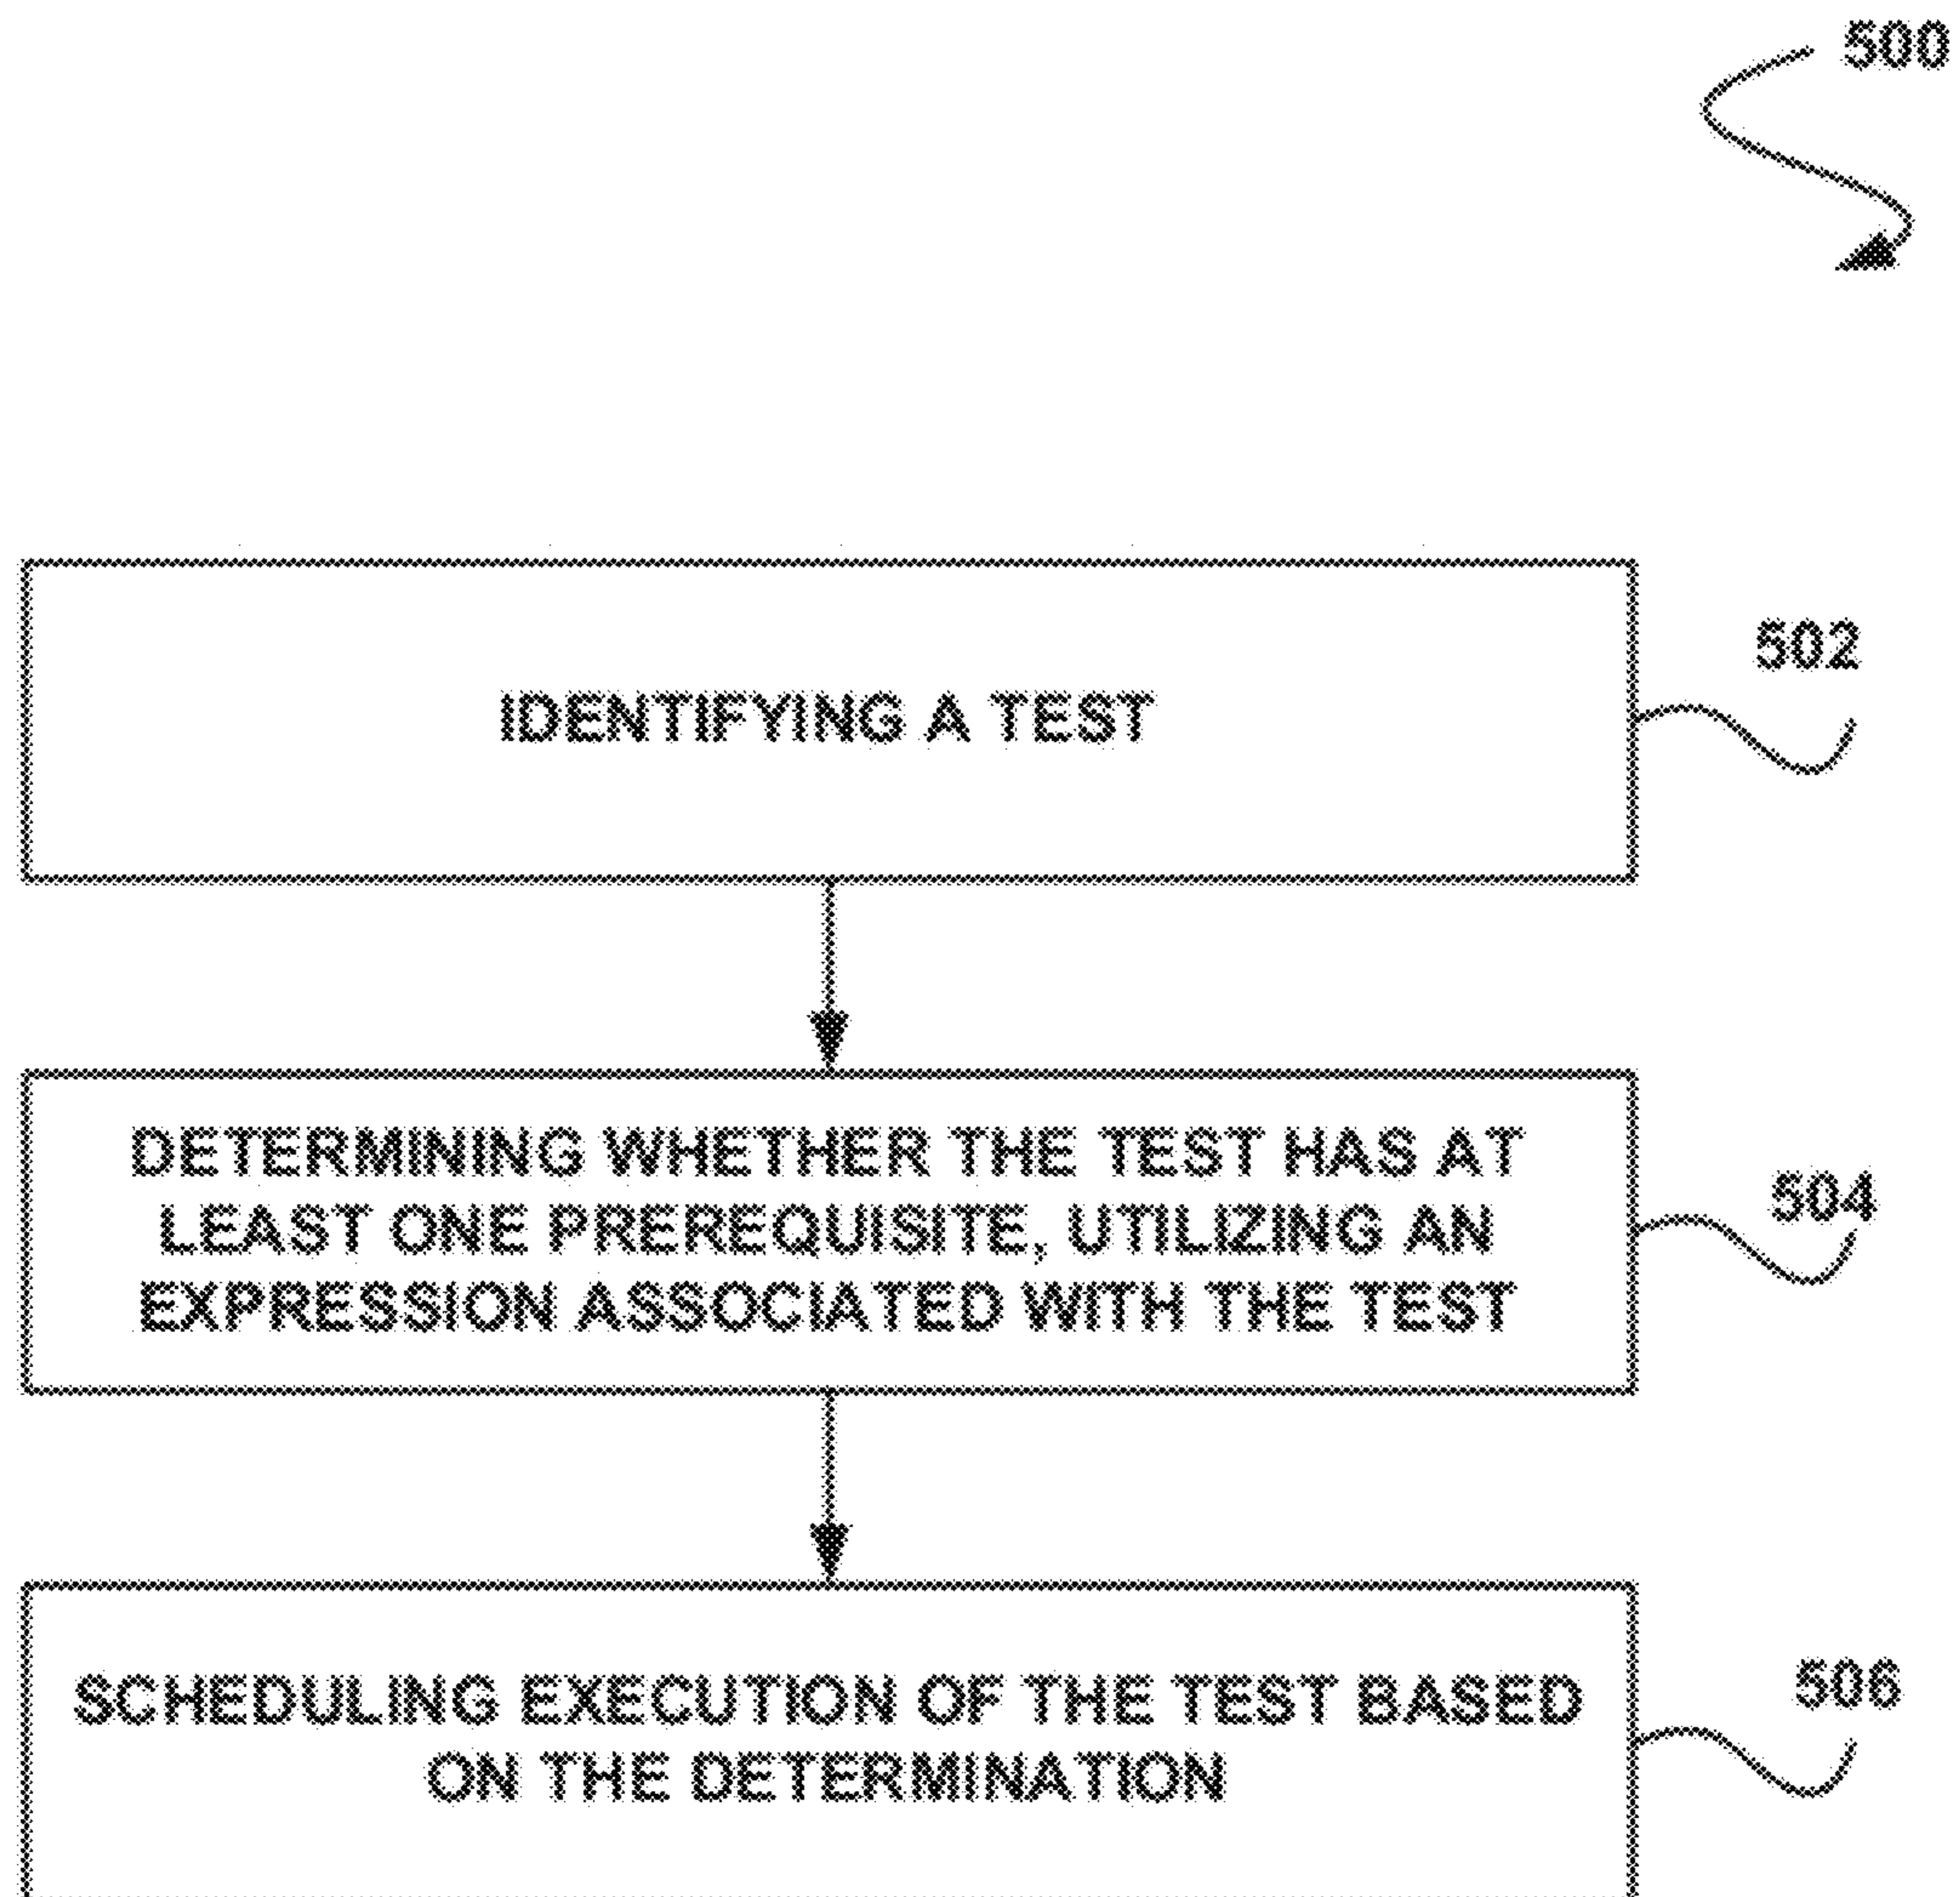 500
IDENTIFYING A TEST
502
DETERMINING WHETHER THE TEST HAS AT
LEAST ONE PREREQUISITE, UTILIZING AN
EXPRESSION ASSOCIATED WITH THE TEST
504
SCHEDULING EXECUTION OF THE TEST BASED
ON THE DETERMINATION
506